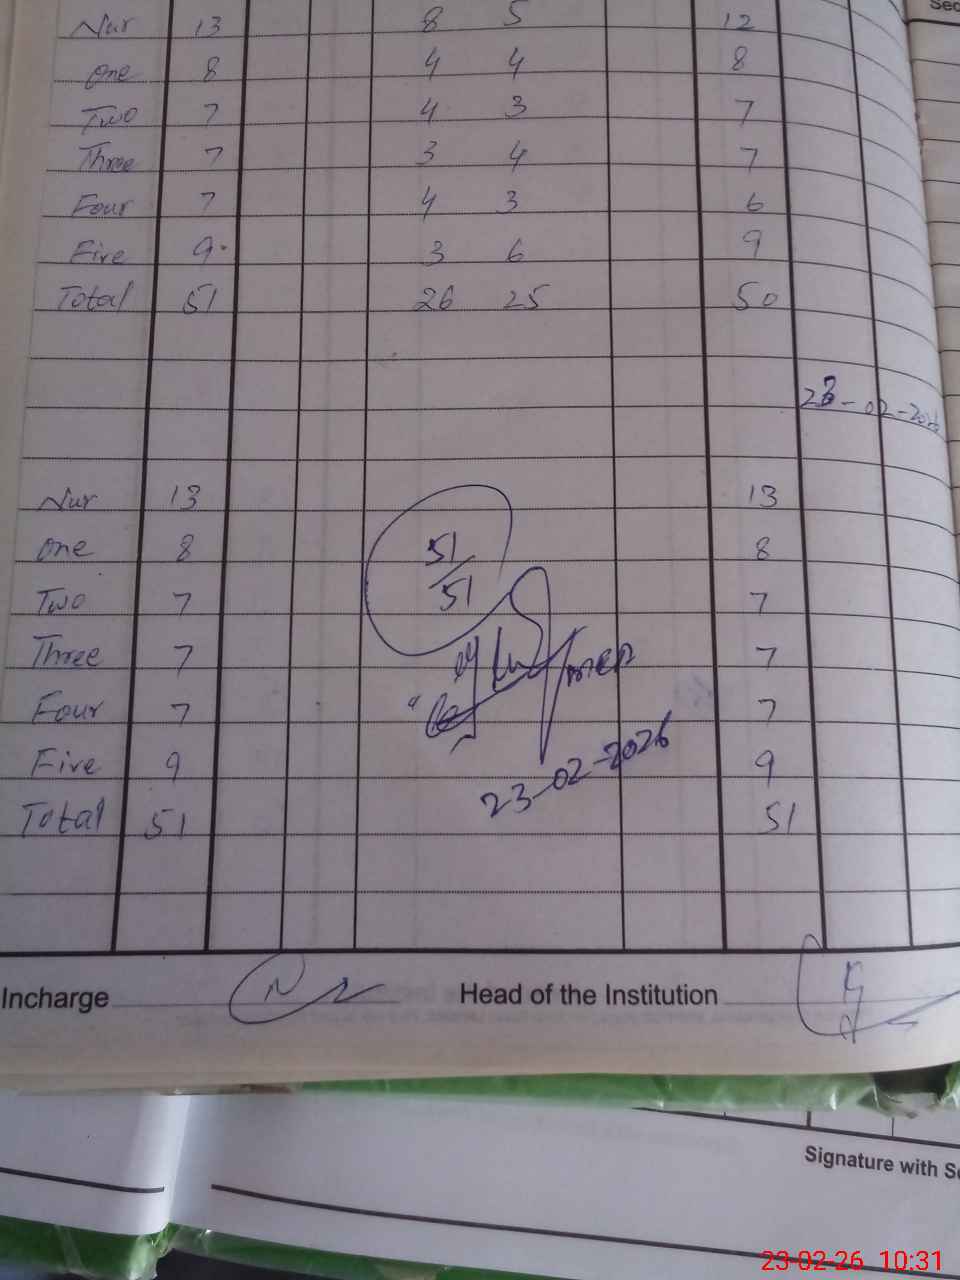 Sec
Nur 13 8 5 12
One 8 4 4 8
Two 7 4 3 7
Three 7 3 4 7
Four 7 4 3 6
Five 9. 3 6 9
Total 51 26 25 50
23-02-2026
Nur 13 13
One 8 51 8
Two 7 51 7
Three 7 7
Four 7 7
Five 9 9
23-02-2026
Total 51 51
Incharge Head of the Institution
Signature with Se
23-02-26 10:31